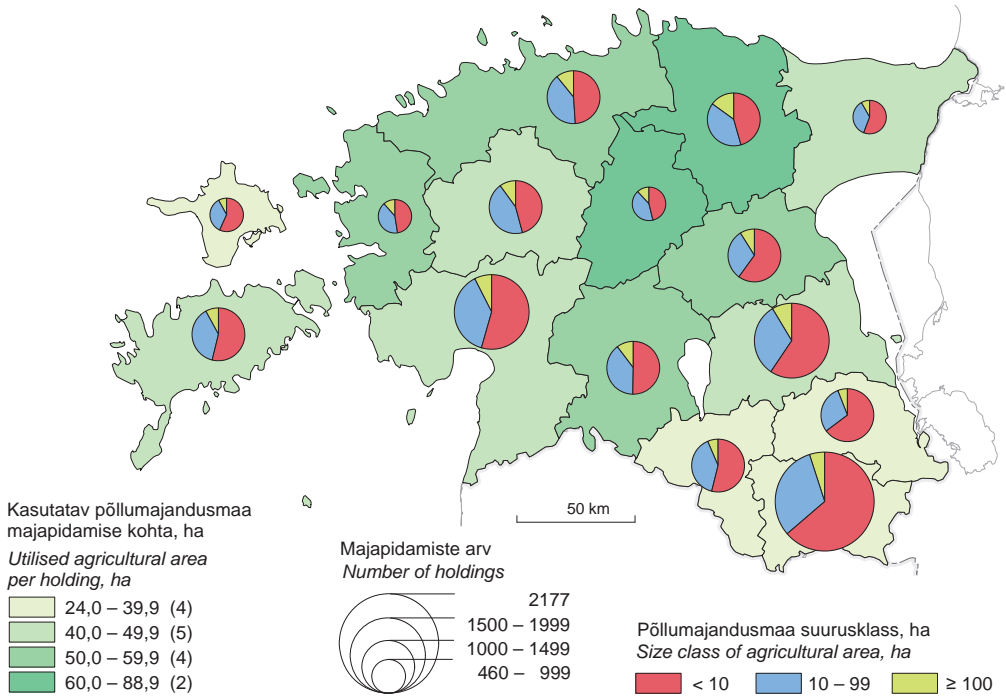 50 km
Kasutatav põllumajandusmaa
majapidamise kohta, ha
Utilised agricultural area
per holding, ha
24,0 – 39,9 (4)
40,0 – 49,9 (5)
50,0 – 59,9 (4)
60,0 – 88,9 (2)
Majapidamiste arv
Number of holdings
2177
1500 – 1999
1000 – 1499
460 – 999
Põllumajandusmaa suurusklass, ha
Size class of agricultural area, ha
< 10
10 – 99
≥ 100